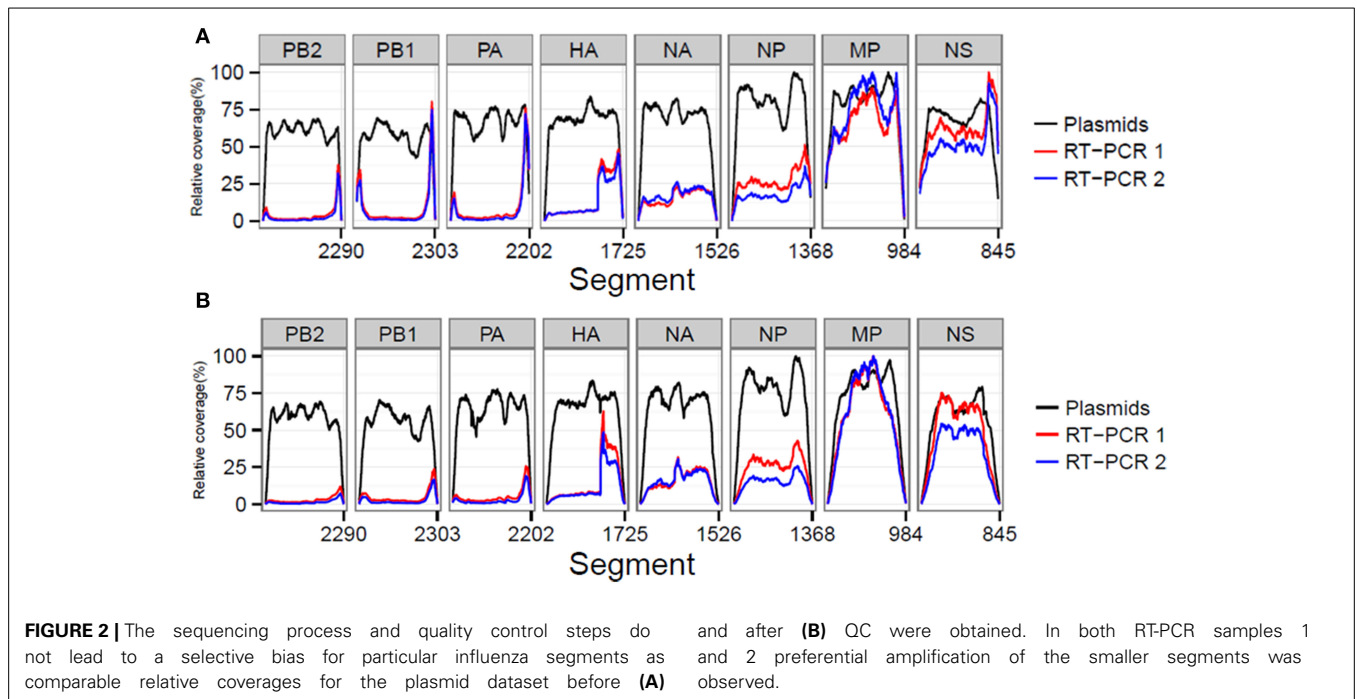 A
PB2 PB1 PA HA NA NP MP NS
Relative coverage(%)
100
75
50
25
0
2290 2303 2202 1725 1526 1368 984 845
Segment
Plasmids
RT−PCR 1
RT−PCR 2
B
PB2 PB1 PA HA NA NP MP NS
Relative coverage(%)
100
75
50
25
0
2290 2303 2202 1725 1526 1368 984 845
Segment
Plasmids
RT−PCR 1
RT−PCR 2
FIGURE 2 | The sequencing process and quality control steps do
not lead to a selective bias for particular influenza segments as
comparable relative coverages for the plasmid dataset before (A)
and after (B) QC were obtained. In both RT-PCR samples 1
and 2 preferential amplification of the smaller segments was
observed.